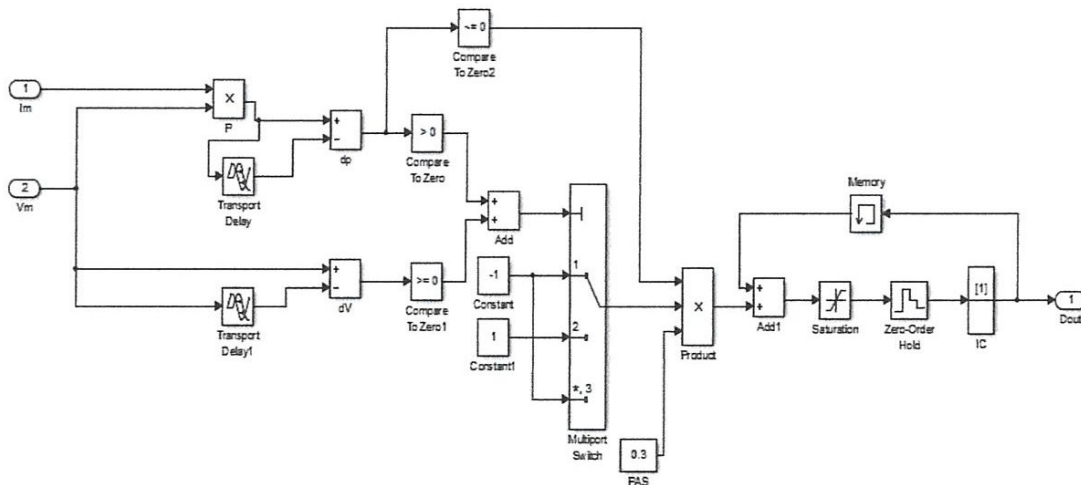 ~= 0
Compare
To Zero2
1
Im
X
P
+
−
dp
> 0
Compare
To Zero
Transport
Delay
2
Vm
Memory
+
+
Add
+
−
dV
>= 0
Compare
To Zero1
Transport
Delay1
-1
Constant
1
Constant1
1
2
*, 3
Multiport
Switch
X
Product
0.3
PAS
+
+
Add1
Saturation
Zero-Order
Hold
[1]
IC
1
Dout